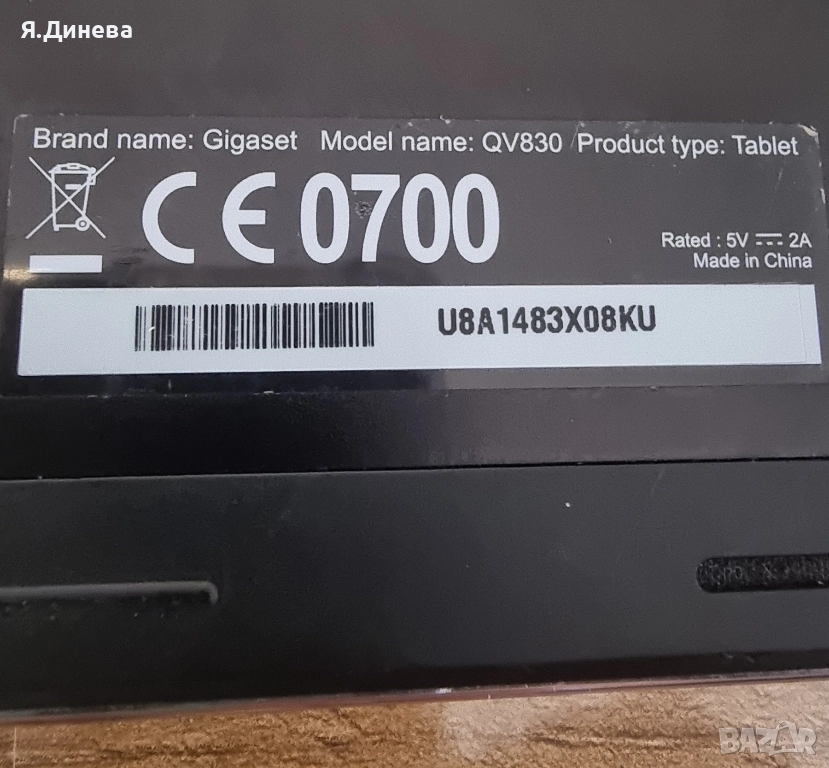 Я.Динева
Brand name: Gigaset Model name: QV830 Product type: Tablet
CE 0700
Rated : 5V ⎓ 2A
Made in China
U8A1483X08KU
BAZAR